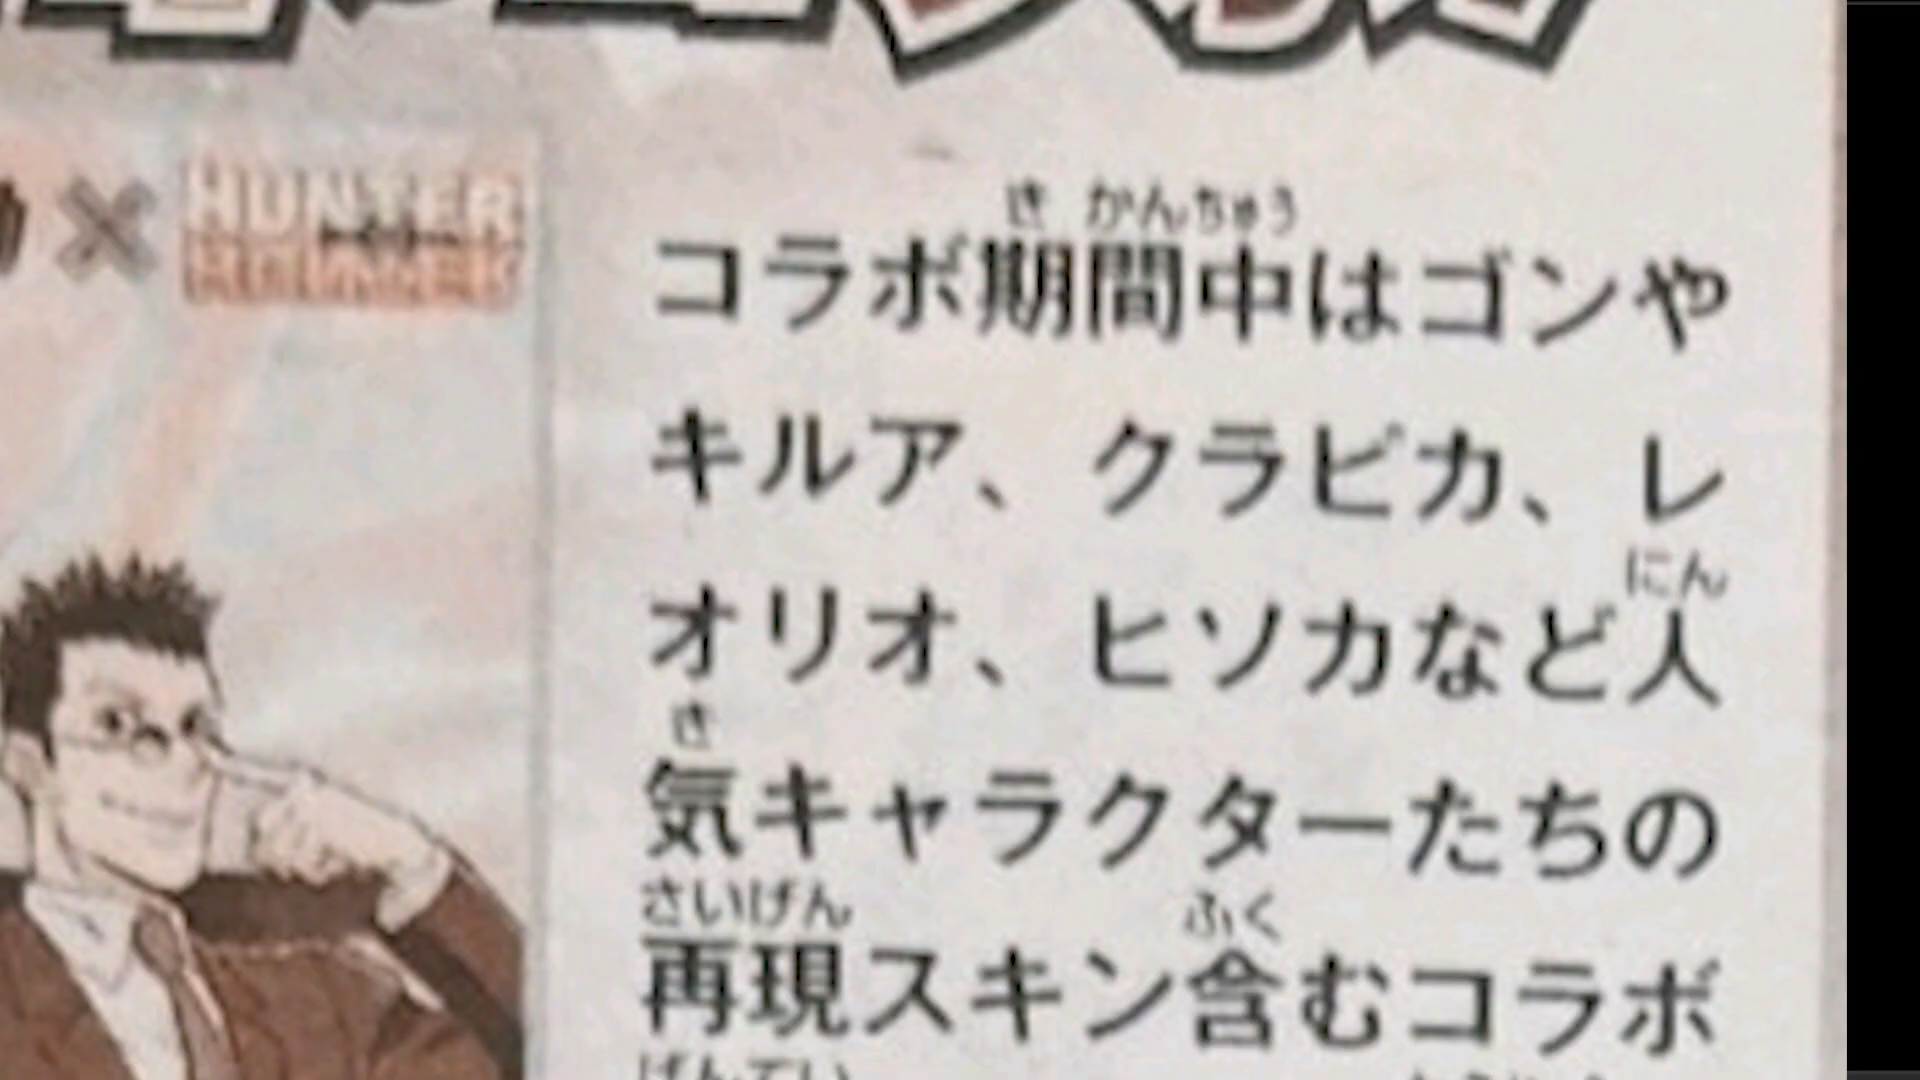 HUNTER
HUNTER
コラボ期間中はゴンや
キルア、クラピカ、レ
オリオ、ヒソカなど人
気キャラクターたちの
再現スキン含むコラボ